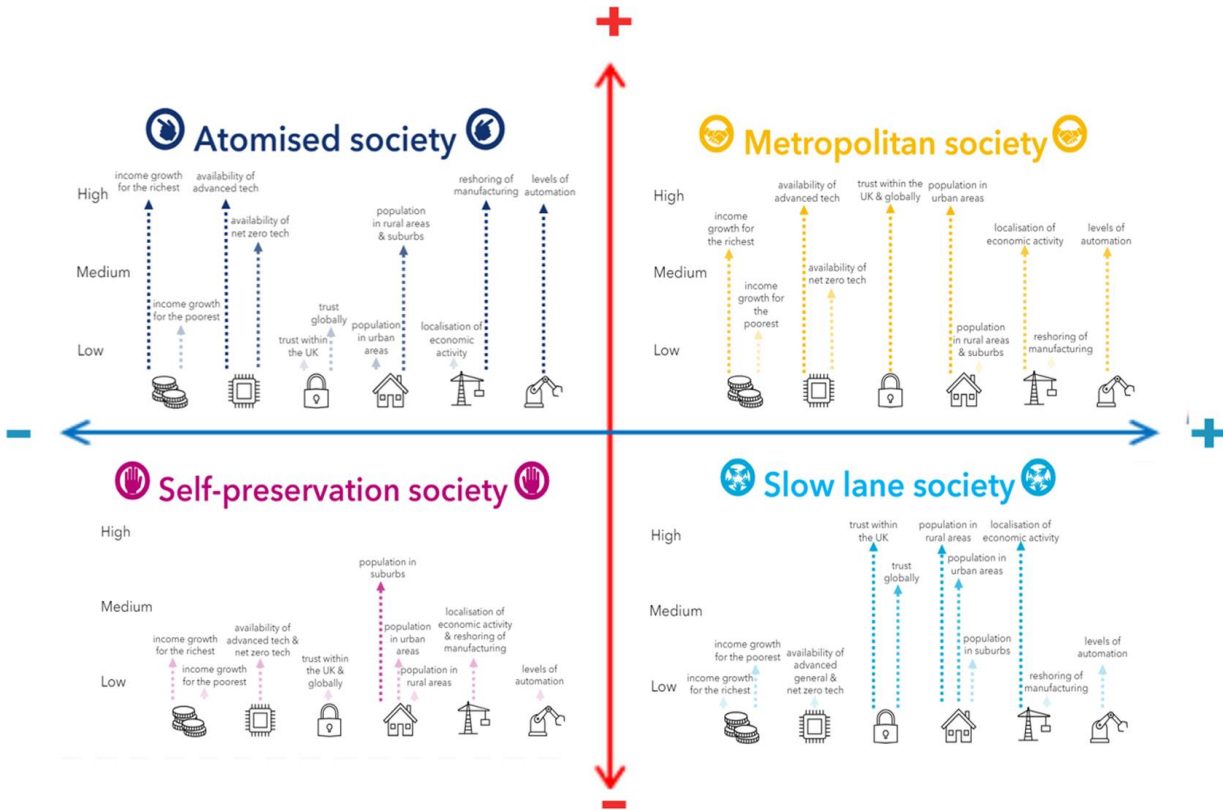 +
Atomised society
income growth
for the richest
availability of
advanced tech
reshoring of
manufacturing
levels of
automation
High
availability of
net zero tech
population
in rural areas
& suburbs
Medium
income growth
for the poorest
trust
globally
trust within
the UK
population
in urban
areas
localisation of
economic
activity
Low
Metropolitan society
availability of
advanced tech
trust within the
UK & globally
population in
urban areas
High
income
growth for
the richest
localisation of
economic activity
levels of
automation
Medium
availability of
net zero tech
income
growth for
the
poorest
population
in rural areas
& suburbs
reshoring of
manufacturing
Low
-
+
Self-preservation society
High
population in
suburbs
Medium
income growth
for the richest
availability of
advanced tech &
net zero tech
population
in urban
areas
localisation of
economic activity
& reshoring of
manufacturing
income growth
for the poorest
trust within
the UK &
globally
population in
rural areas
levels of
automation
Low
Slow lane society
trust within
the UK
population in
rural areas
localisation of
economic activity
High
trust
globally
population in
urban areas
Medium
income growth
for the poorest
availability of
advanced
general &
net zero tech
population
in suburbs
levels of
automation
income growth
for the richest
reshoring of
manufacturing
Low
-